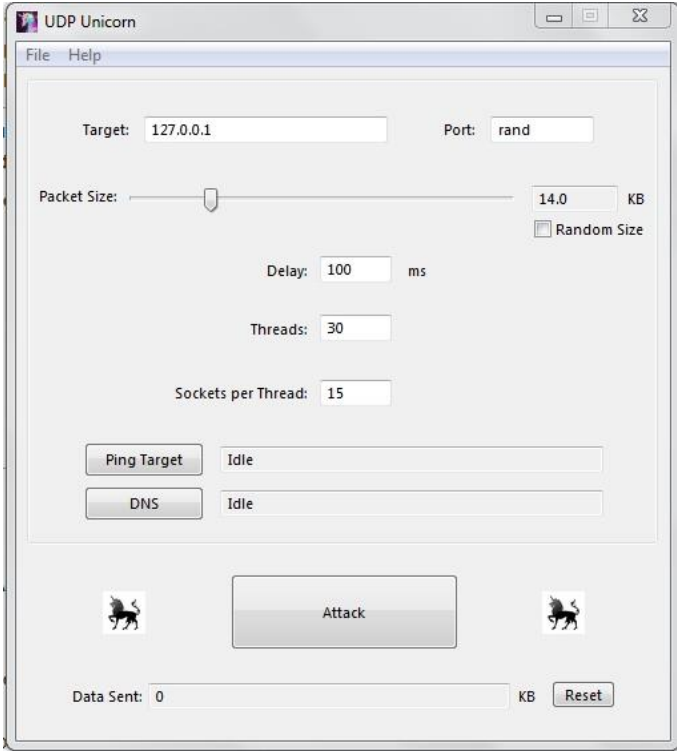 UDP Unicorn
File Help
Target: 127.0.0.1 Port: rand
Packet Size: 14.0 KB
Random Size
Delay: 100 ms
Threads: 30
Sockets per Thread: 15
Ping Target Idle
DNS Idle
Attack
Data Sent: 0 KB Reset